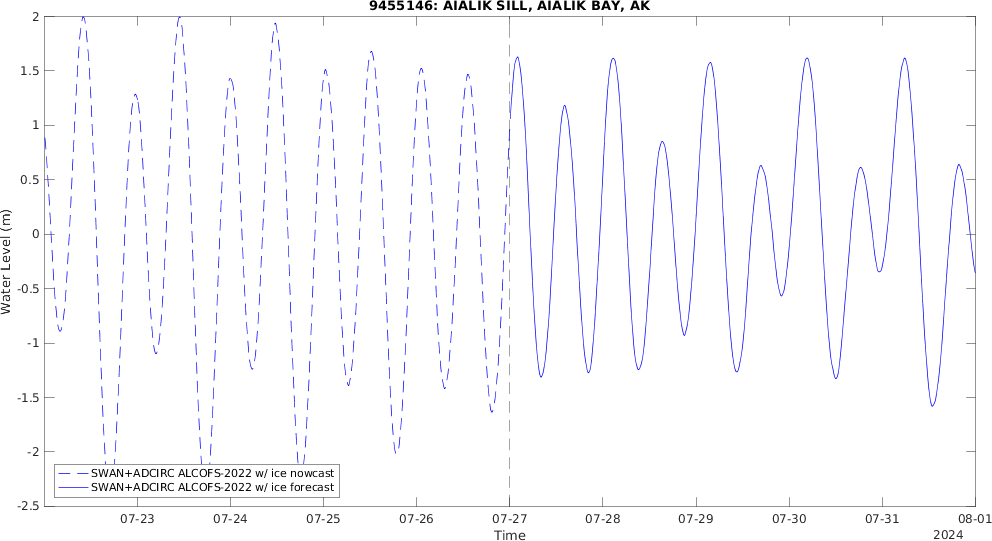 9455146: AIALIK SILL, AIALIK BAY, AK
2
1.5
1
0.5
0
-0.5
-1
-1.5
-2
-2.5
Water Level (m)
SWAN+ADCIRC ALCOFS-2022 w/ ice nowcast
SWAN+ADCIRC ALCOFS-2022 w/ ice forecast
07-23 07-24 07-25 07-26 07-27 07-28 07-29 07-30 07-31 08-01
Time
2024